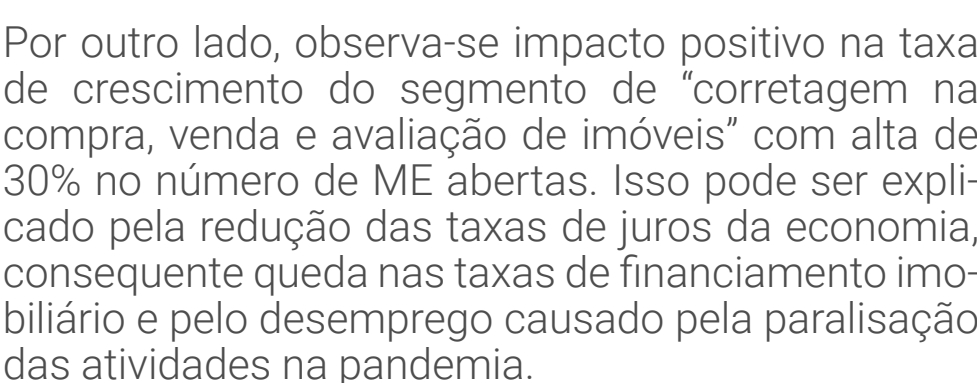 Por outro lado, observa-se impacto positivo na taxa
de crescimento do segmento de “corretagem na
compra, venda e avaliação de imóveis” com alta de
30% no número de ME abertas. Isso pode ser expli-
cado pela redução das taxas de juros da economia,
consequente queda nas taxas de financiamento imo-
biliário e pelo desemprego causado pela paralisação
das atividades na pandemia.